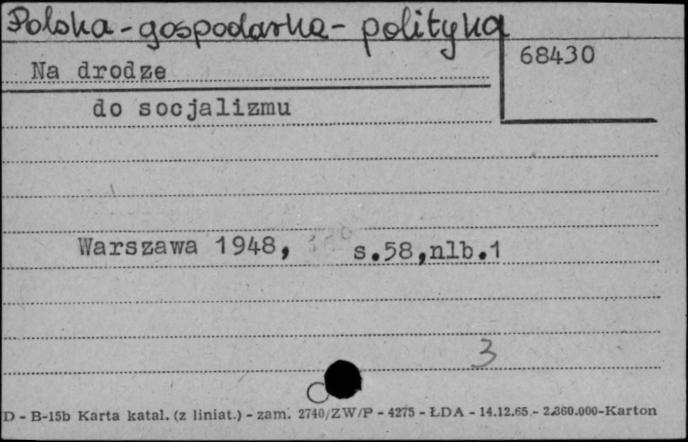 Polska - gospodarka - polityka
68430
Na drodze
do socjalizmu
Warszawa 1948, s.58,nlb.1
3
D - B-15b Karta katal. (z liniat.) - zam. 2740/ZW/P - 4275 - ŁDA - 14.12.65 - 2.360.000-Karton